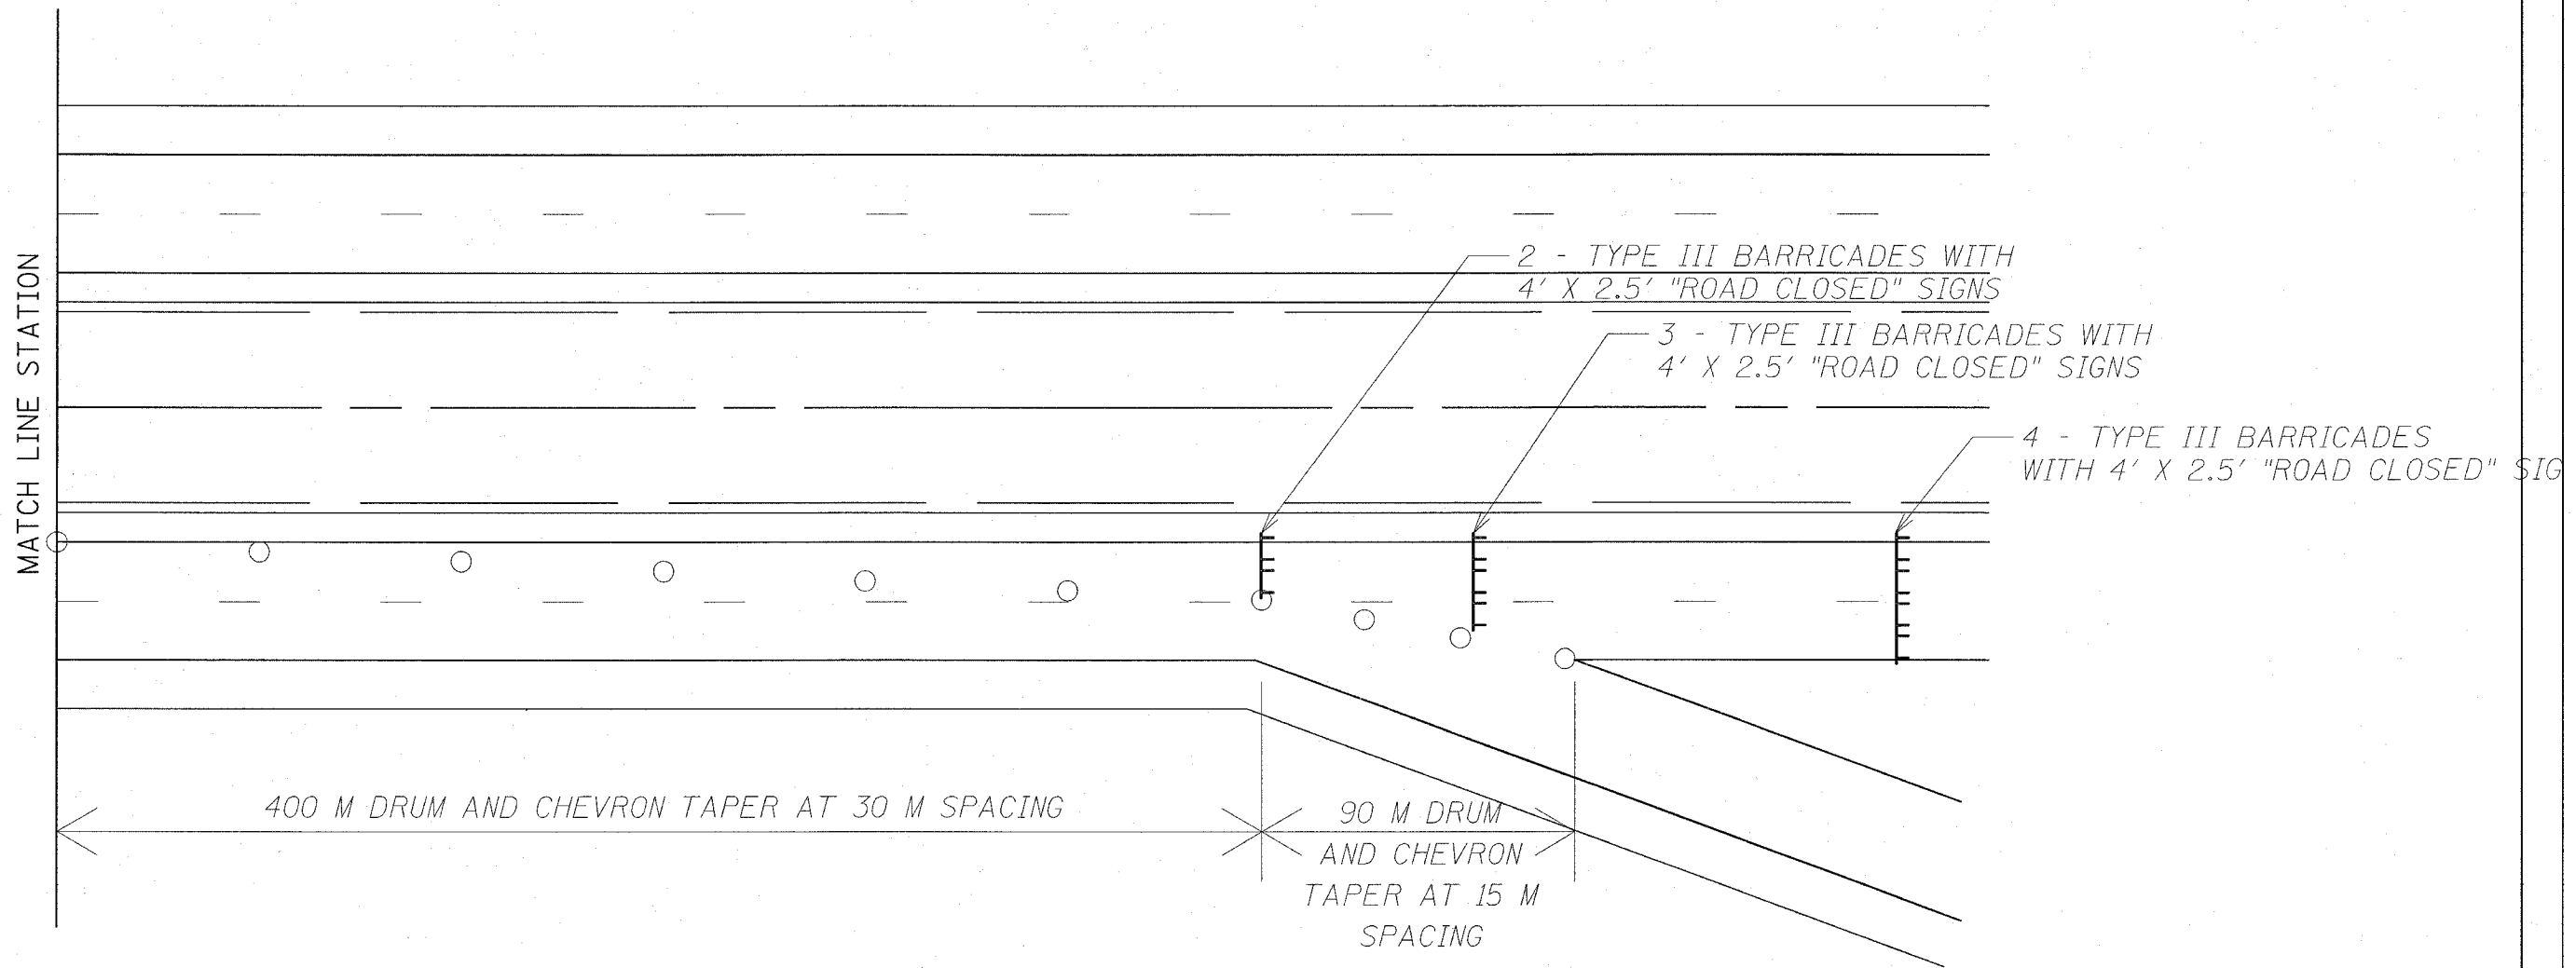 MATCH LINE STATION
2 - TYPE III BARRICADES WITH
4' X 2.5' "ROAD CLOSED" SIGNS
3 - TYPE III BARRICADES WITH
4' X 2.5' "ROAD CLOSED" SIGNS
4 - TYPE III BARRICADES
WITH 4' X 2.5' "ROAD CLOSED" SIG
400 M DRUM AND CHEVRON TAPER AT 30 M SPACING
90 M DRUM
AND CHEVRON
TAPER AT 15 M
SPACING